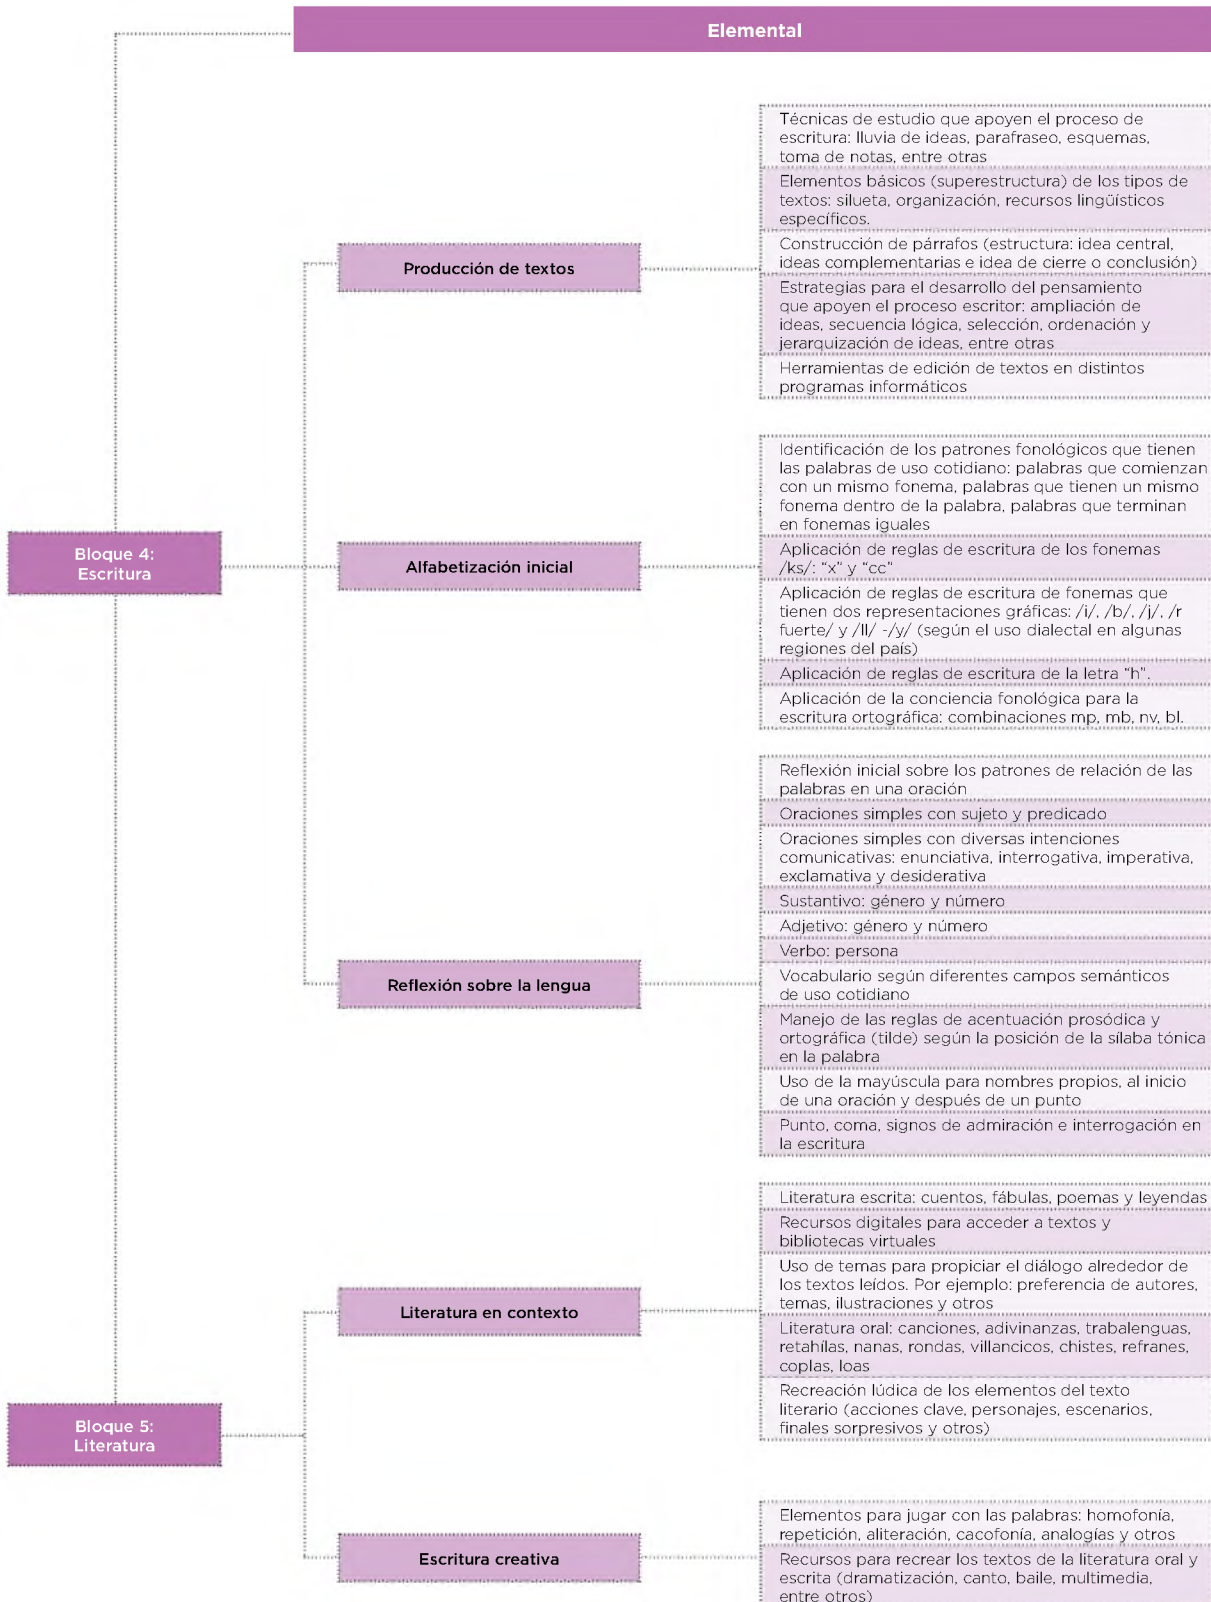 Elemental
Técnicas de estudio que apoyen el proceso de
escritura: lluvia de ideas, parafraseo, esquemas,
toma de notas, entre otras
Elementos básicos (superestructura) de los tipos de
textos: silueta, organización, recursos lingüísticos
específicos.
Producción de textos
Construcción de párrafos (estructura: idea central,
ideas complementarias e idea de cierre o conclusión)
Estrategias para el desarrollo del pensamiento
que apoyen el proceso escritor: ampliación de
ideas, secuencia lógica, selección, ordenación y
jerarquización de ideas, entre otras
Herramientas de edición de textos en distintos
programas informáticos
Bloque 4:
Escritura
Alfabetización inicial
Identificación de los patrones fonológicos que tienen
las palabras de uso cotidiano: palabras que comienzan
con un mismo fonema, palabras que tienen un mismo
fonema dentro de la palabra, palabras que terminan
en fonemas iguales
Aplicación de reglas de escritura de los fonemas
/ks/: “x” y “cc”
Aplicación de reglas de escritura de fonemas que
tienen dos representaciones gráficas: /i/, /b/, /j/, /r
fuerte/ y /ll/ -/y/ (según el uso dialectal en algunas
regiones del país)
Aplicación de reglas de escritura de la letra “h”.
Aplicación de la conciencia fonológica para la
escritura ortográfica: combinaciones mp, mb, nv, bl.
Reflexión sobre la lengua
Reflexión inicial sobre los patrones de relación de las
palabras en una oración
Oraciones simples con sujeto y predicado
Oraciones simples con diversas intenciones
comunicativas: enunciativa, interrogativa, imperativa,
exclamativa y desiderativa
Sustantivo: género y número
Adjetivo: género y número
Verbo: persona
Vocabulario según diferentes campos semánticos
de uso cotidiano
Manejo de las reglas de acentuación prosódica y
ortográfica (tilde) según la posición de la sílaba tónica
en la palabra
Uso de la mayúscula para nombres propios, al inicio
de una oración y después de un punto
Punto, coma, signos de admiración e interrogación en
la escritura
Bloque 5:
Literatura
Literatura en contexto
Literatura escrita: cuentos, fábulas, poemas y leyendas
Recursos digitales para acceder a textos y
bibliotecas virtuales
Uso de temas para propiciar el diálogo alrededor de
los textos leídos. Por ejemplo: preferencia de autores,
temas, ilustraciones y otros
Literatura oral: canciones, adivinanzas, trabalenguas,
retahílas, nanas, rondas, villancicos, chistes, refranes,
coplas, loas
Recreación lúdica de los elementos del texto
literario (acciones clave, personajes, escenarios,
finales sorpresivos y otros)
Escritura creativa
Elementos para jugar con las palabras: homofonía,
repetición, aliteración, cacofonía, analogías y otros
Recursos para recrear los textos de la literatura oral y
escrita (dramatización, canto, baile, multimedia,
entre otros)